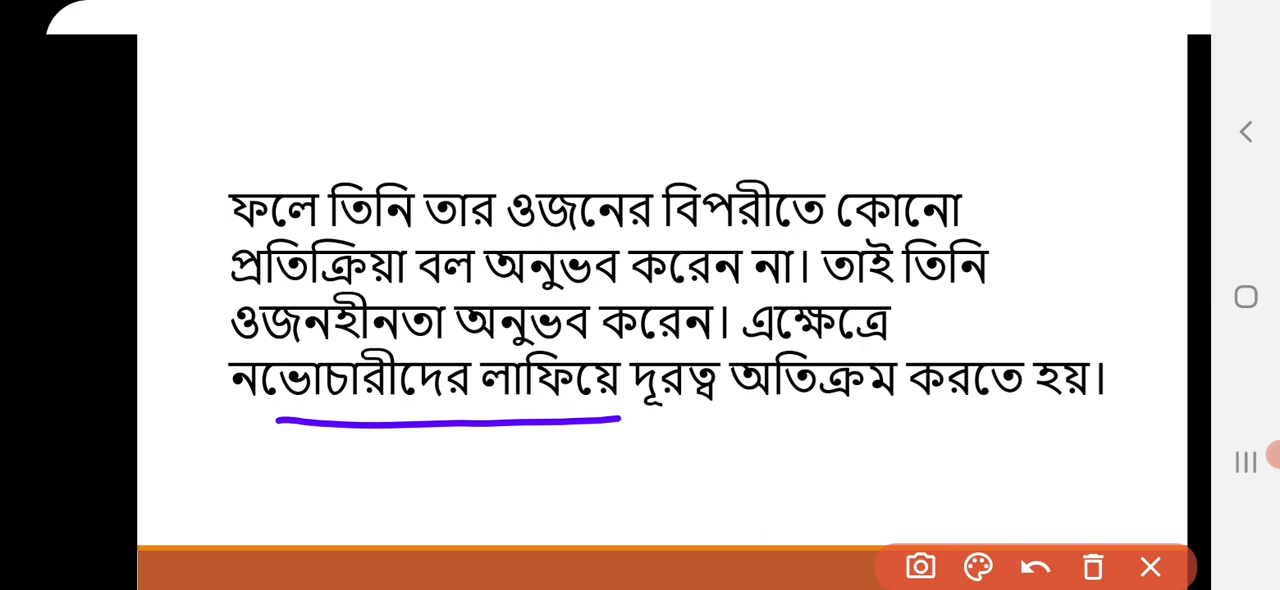 ফলে তিনি তার ওজনের বিপরীতে কোনো
প্রতিক্রিয়া বল অনুভব করেন না। তাই তিনি
ওজনহীনতা অনুভব করেন। এক্ষেত্রে
নভোচারীদের লাফিয়ে দূরত্ব অতিক্রম করতে হয়।